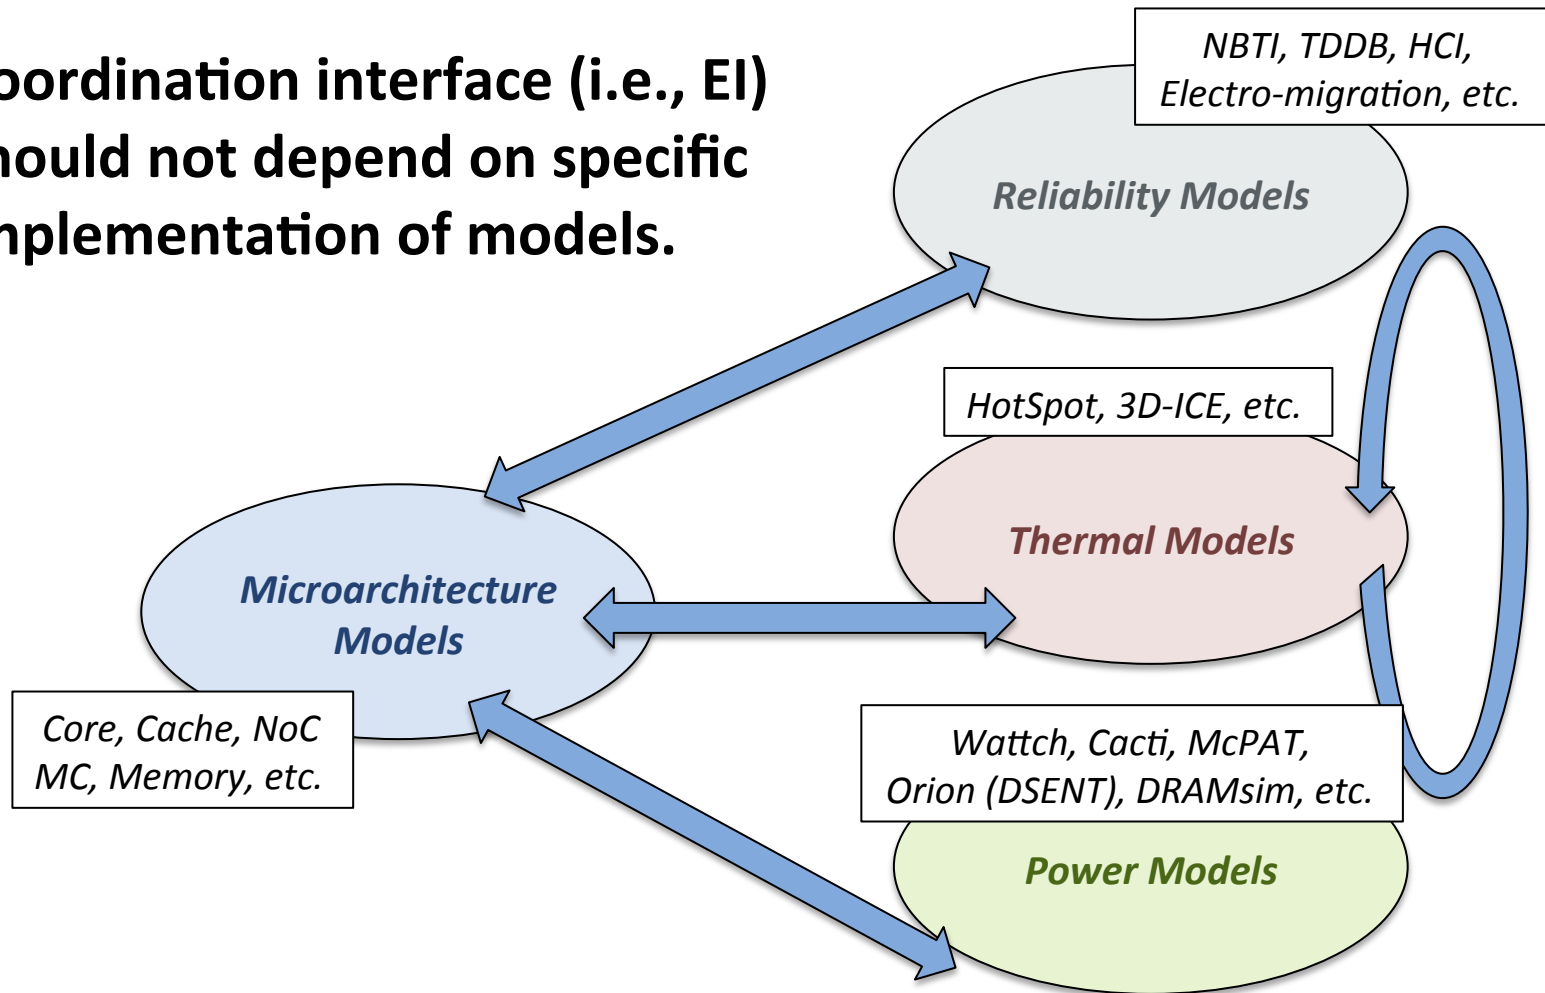 oordination interface (i.e., EI)
hould not depend on specific
nplementation of models.
NBTI, TDDB, HCI,
Electro-migration, etc.
Reliability Models
HotSpot, 3D-ICE, etc.
Thermal Models
Microarchitecture
Models
Core, Cache, NoC
MC, Memory, etc.
Wattch, Cacti, McPAT,
Orion (DSENT), DRAMsim, etc.
Power Models